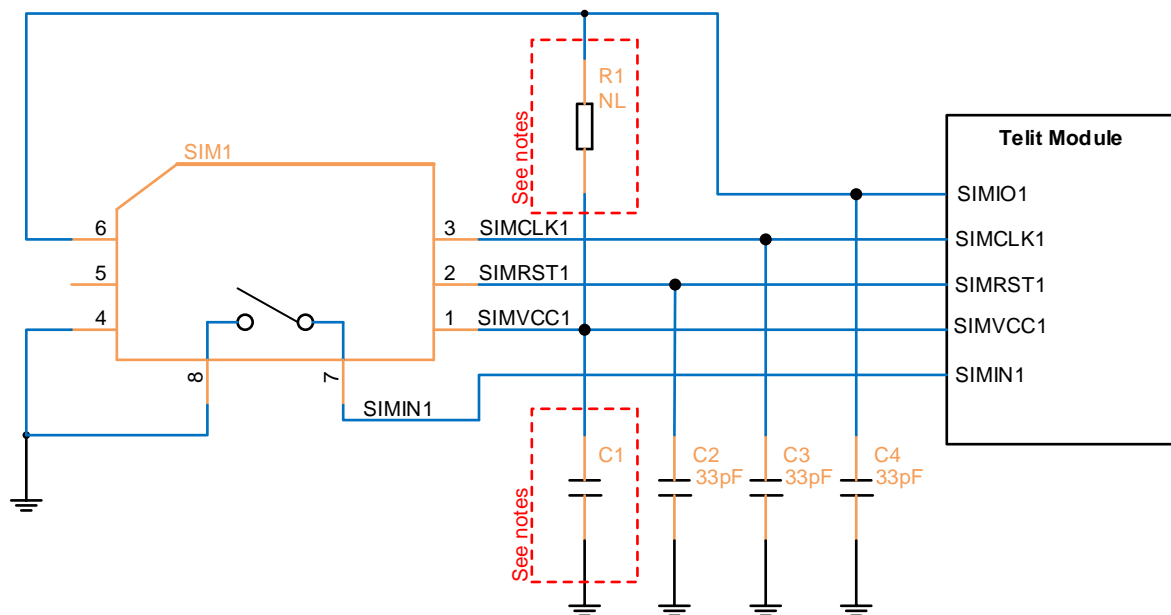 R1
NL
See notes
Telit Module
SIM1
SIMIO1
6
3
SIMCLK1
SIMCLK1
5
2
SIMRST1
SIMRST1
4
1
SIMVCC1
SIMVCC1
8
7
SIMIN1
SIMIN1
See notes
C1
C2
33pF
C3
33pF
C4
33pF